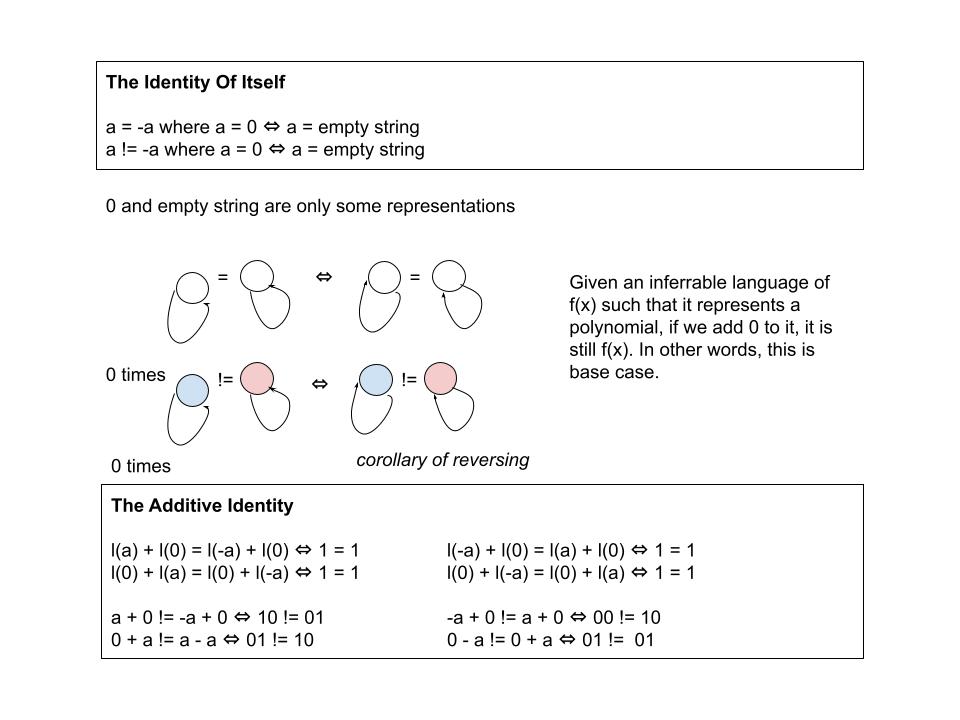 The Identity Of Itself
a = -a where a = 0 ⇔ a = empty string
a != -a where a = 0 ⇔ a = empty string
0 and empty string are only some representations
= ⇔ =
Given an inferrable language of
f(x) such that it represents a
polynomial, if we add 0 to it, it is
still f(x). In other words, this is
base case.
0 times
!= ⇔ !=
0 times
corollary of reversing
The Additive Identity
l(a) + l(0) = l(-a) + l(0) ⇔ 1 = 1
l(0) + l(a) = l(0) + l(-a) ⇔ 1 = 1
a + 0 != -a + 0 ⇔ 10 != 01
0 + a != a - a ⇔ 01 != 10
l(-a) + l(0) = l(a) + l(0) ⇔ 1 = 1
l(0) + l(-a) = l(0) + l(a) ⇔ 1 = 1
-a + 0 != a + 0 ⇔ 00 != 10
0 - a != 0 + a ⇔ 01 != 01